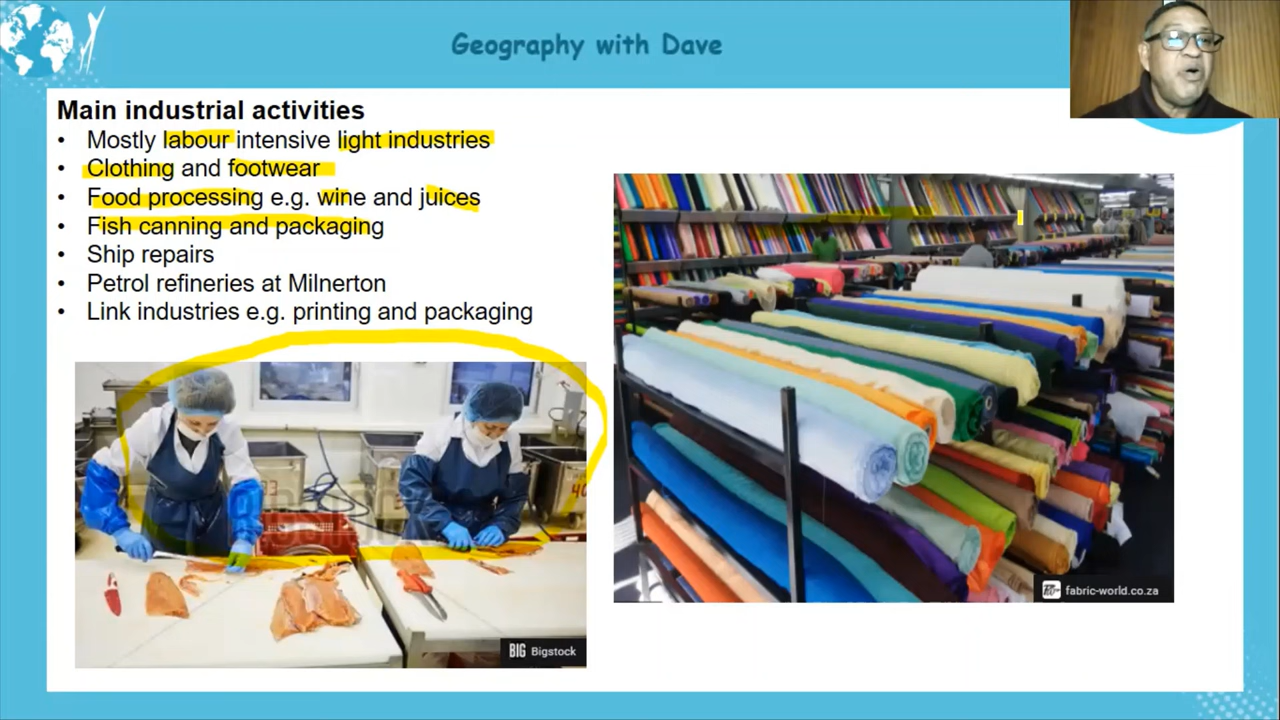 Geography with Dave
Main industrial activities
• Mostly labour intensive light industries
• Clothing and footwear
• Food processing e.g. wine and juices
• Fish canning and packaging
• Ship repairs
• Petrol refineries at Milnerton
• Link industries e.g. printing and packaging
BIG Bigstock
fabric-world.co.za